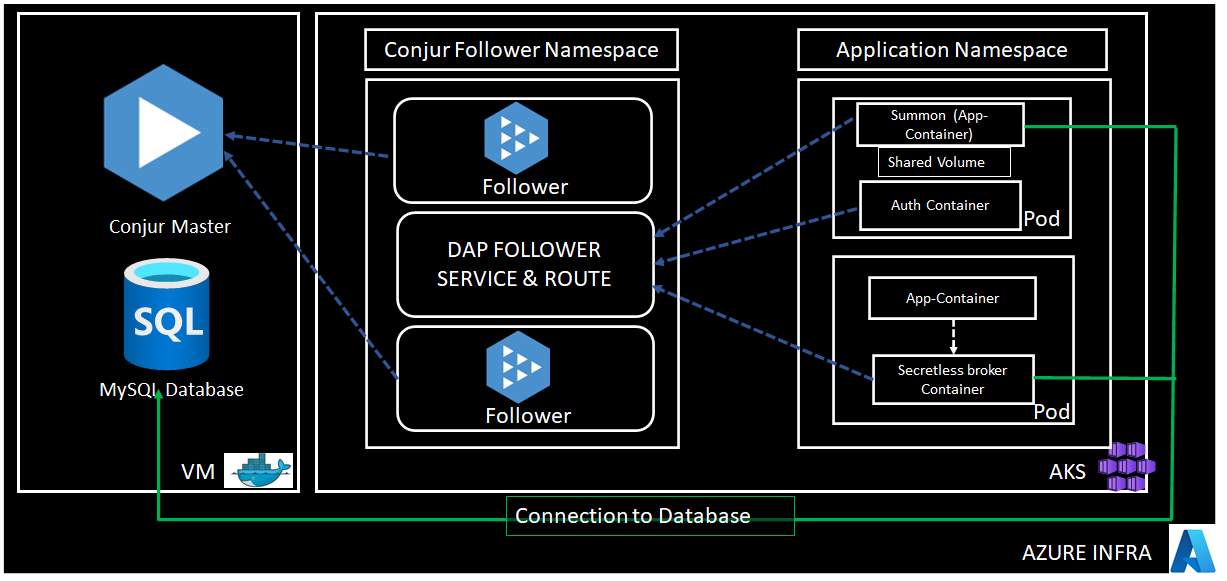 Conjur Follower Namespace
Application Namespace
Conjur Master
SQL
MySQL Database
VM
Follower
DAP FOLLOWER
SERVICE & ROUTE
Follower
Summon (App-
Container)
Shared Volume
Auth Container
Pod
App-Container
Secretless broker
Container
Pod
AKS
Connection to Database
AZURE INFRA